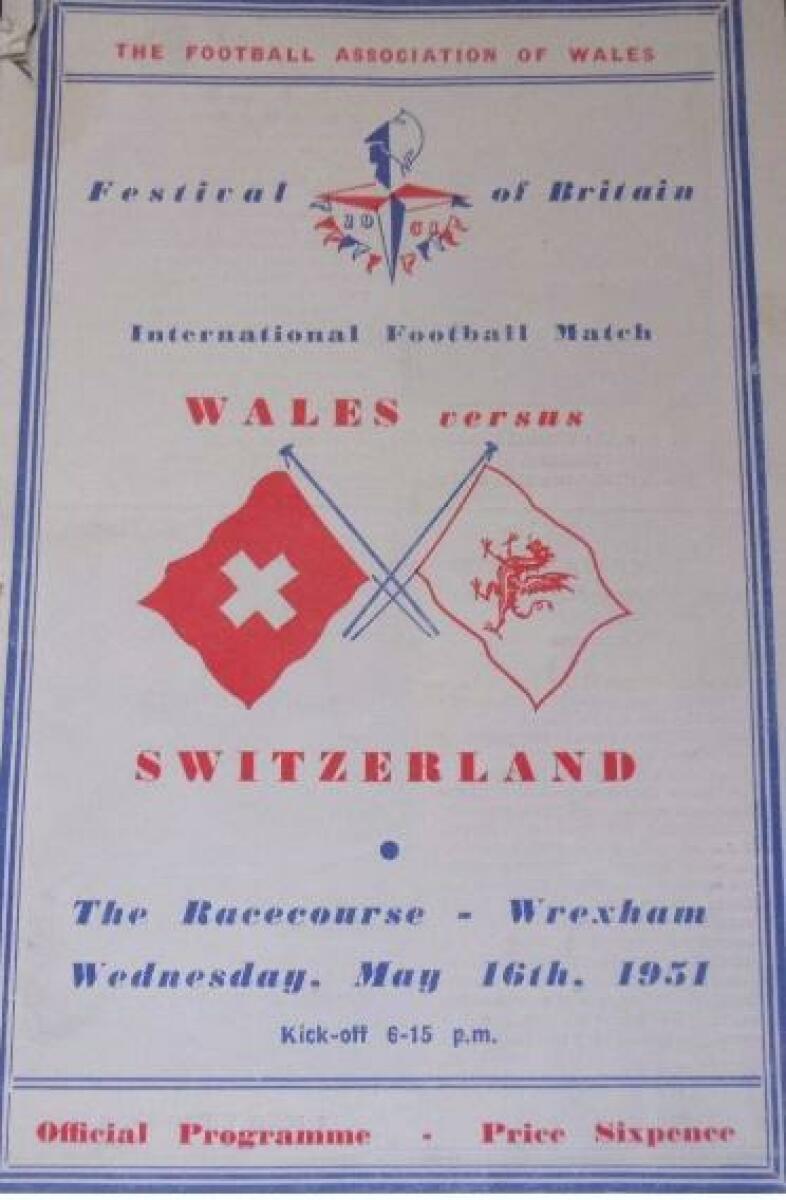 THE FOOTBALL ASSOCIATION OF WALES
Festival of Britain
International Football Match
WALES versus
SWITZERLAND
The Racecourse - Wrexham
Wednesday, May 16th, 1951
Kick-off 6-15 p.m.
Official Programme - Price Sixpence